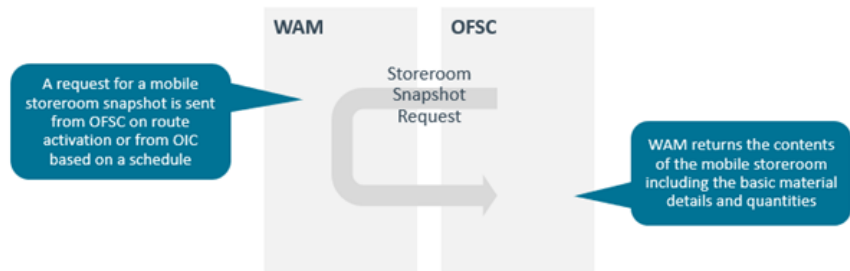 WAM
OFSC
A request for a mobile
storeroom snapshot is sent
from OFSC on route
activation or from OIC
based on a schedule
Storeroom
Snapshot
Request
WAM returns the contents
of the mobile storeroom
including the basic material
details and quantities